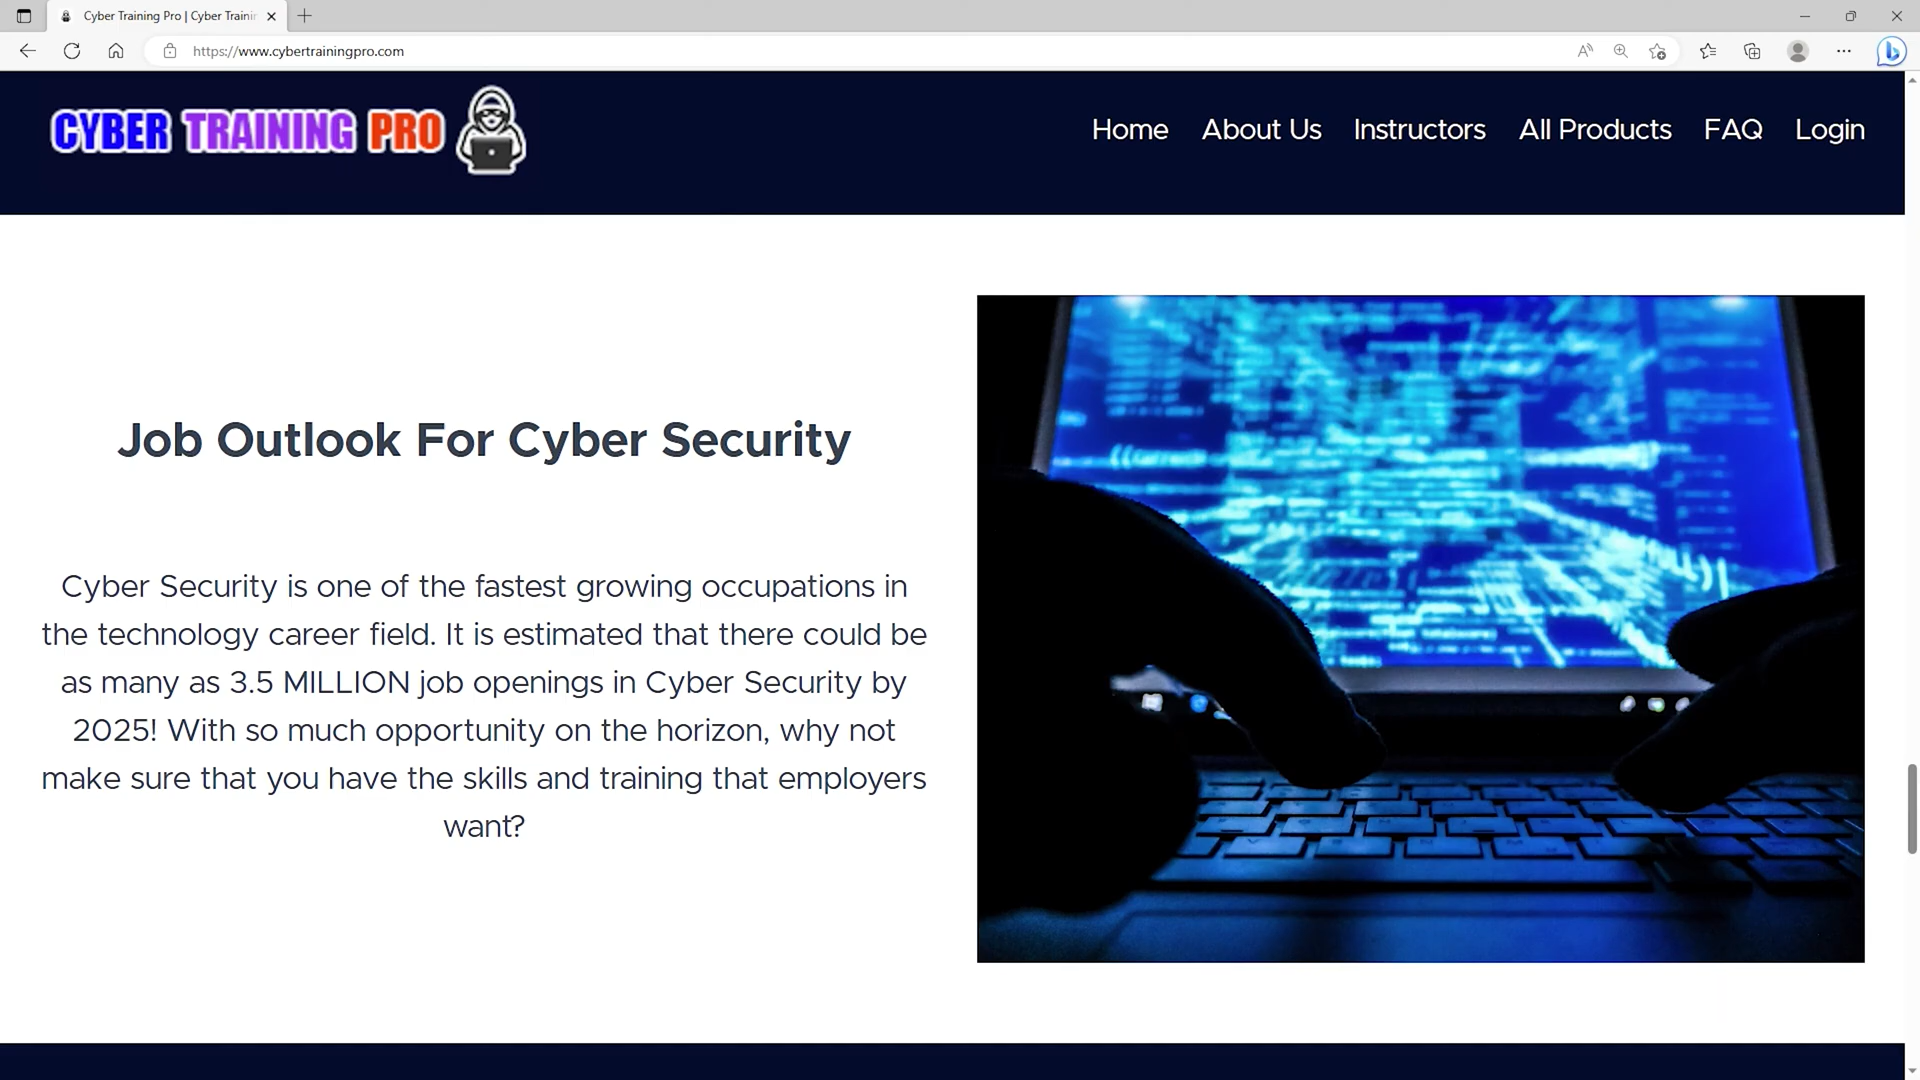 Cyber Training Pro | Cyber Trainin
https://www.cybertrainingpro.com
CYBER TRAINING PRO
Home About Us Instructors All Products FAQ Login
Job Outlook For Cyber Security
Cyber Security is one of the fastest growing occupations in
the technology career field. It is estimated that there could be
as many as 3.5 MILLION job openings in Cyber Security by
2025! With so much opportunity on the horizon, why not
make sure that you have the skills and training that employers
want?